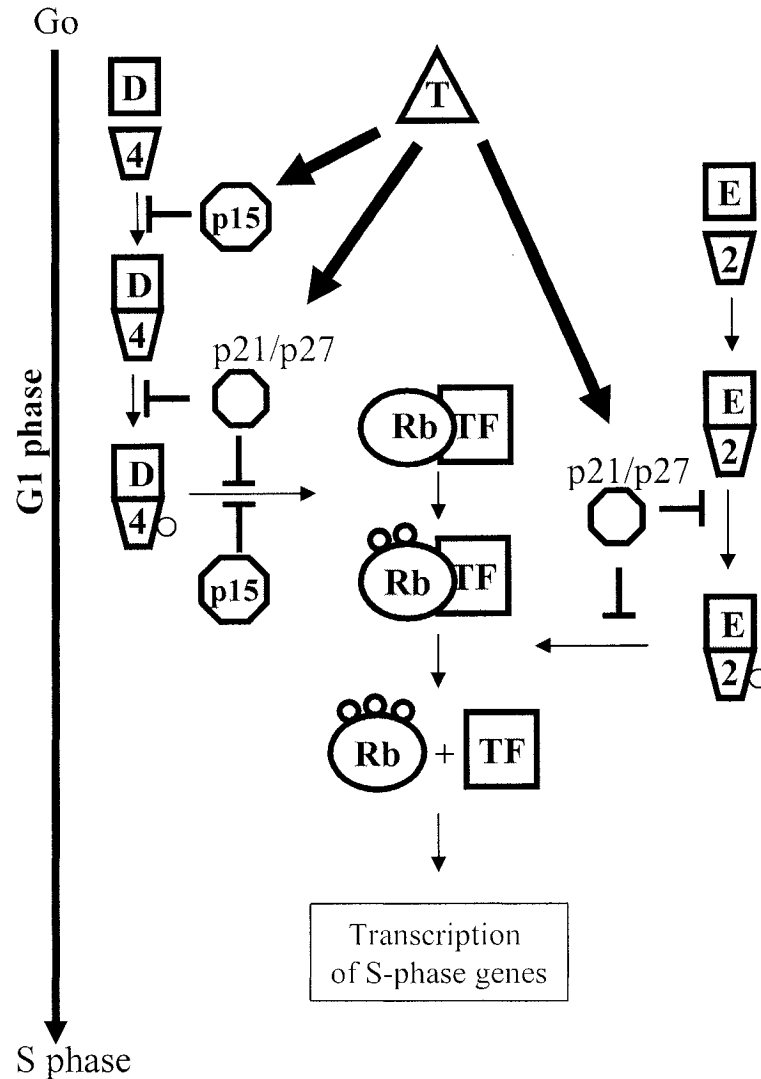 Go
D
T
4
p15
E
2
D
4
p21/p27
E
2
Rb TF
G1 phase
D
4
p21/p27
p15
Rb TF
E
2
Rb + TF
Transcription
of S-phase genes
S phase